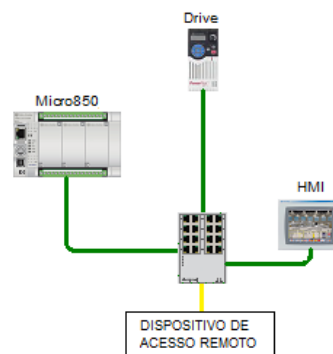 Drive
Micro850
HMI
DISPOSITIVO DE
ACESSO REMOTO